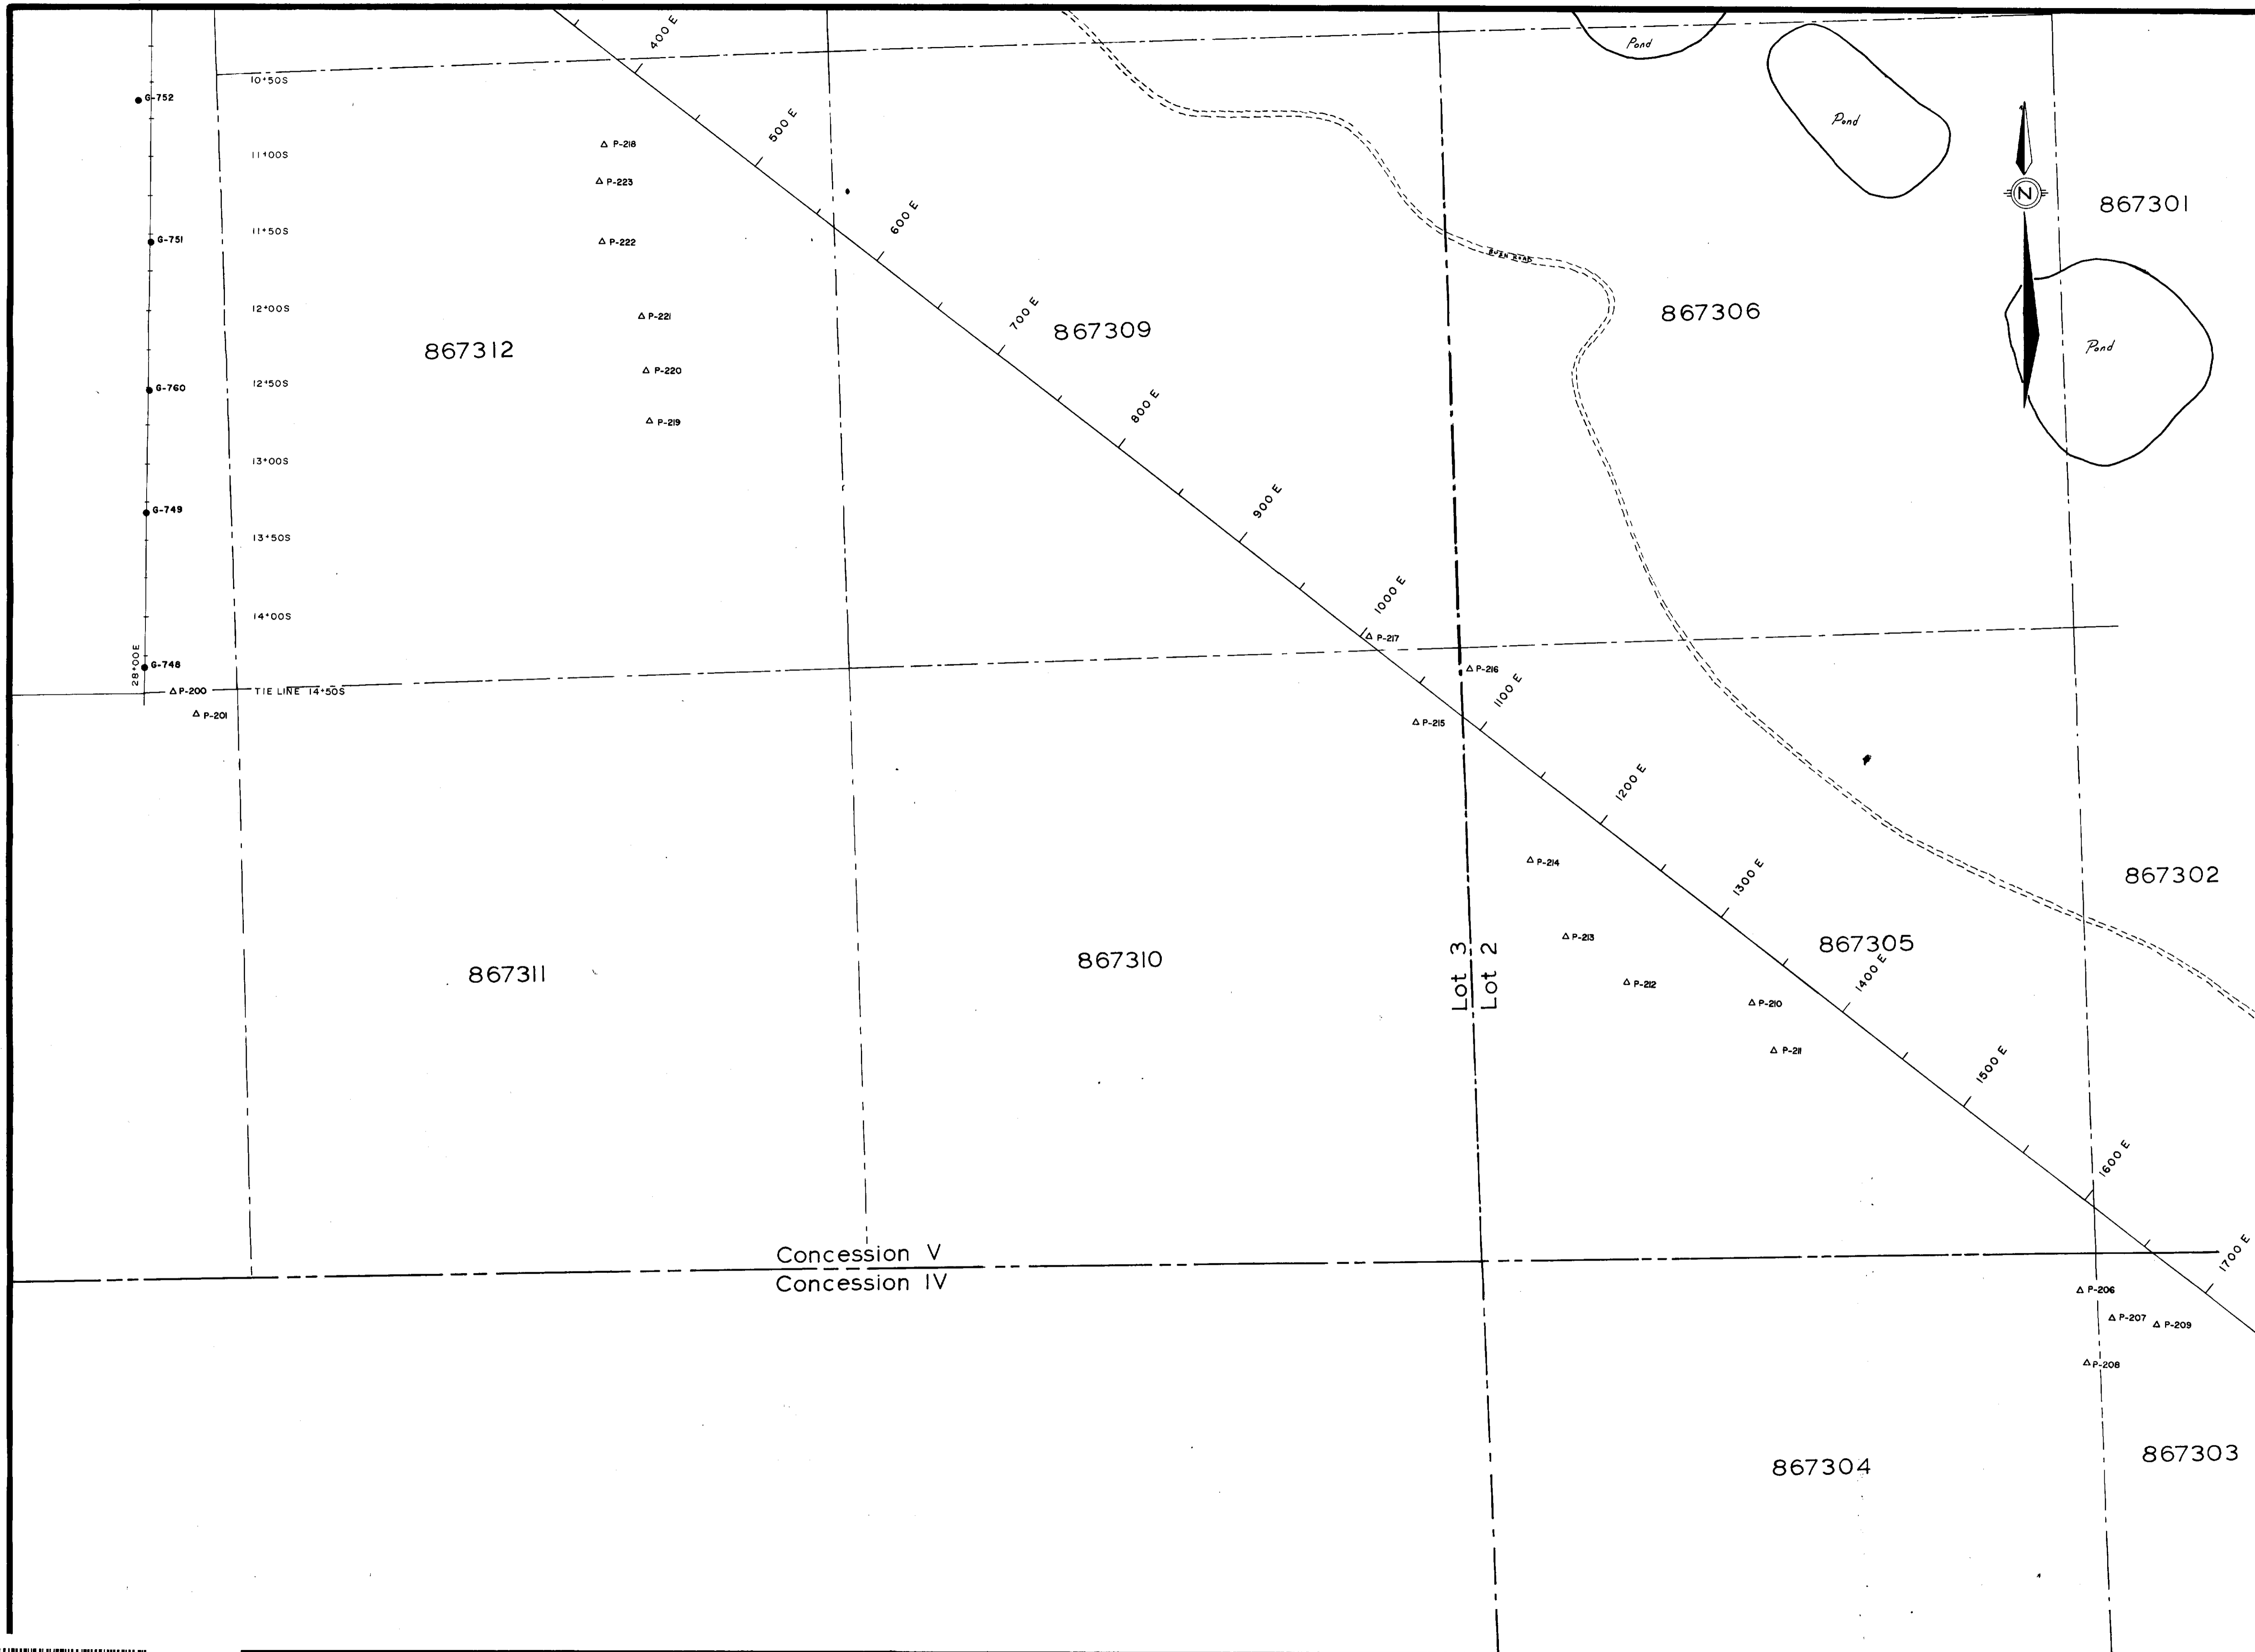 400 E
Pond
10+50S
G-752
Pond
500 E
P-218
11+00S
P-223
N
867301
600 E
11+50S
G-751
P-222
BUSH ROAD
12+00S
P-221
700 E
867309
867306
867312
Pond
P-220
12+50S
G-760
800 E
P-219
13+00S
900 E
G-749
13+50S
1000 E
14+00S
P-217
28+00E
G-748
P-216
P-200
TIE LINE 14+50S
1100 E
P-201
P-215
1200 E
P-214
1300 E
867302
Lot 3
Lot 2
P-213
867305
867311
867310
1400 E
P-212
P-210
P-211
1500 E
1600 E
Concession V
Concession IV
1700 E
P-206
P-207
P-209
P-208
867304
867303